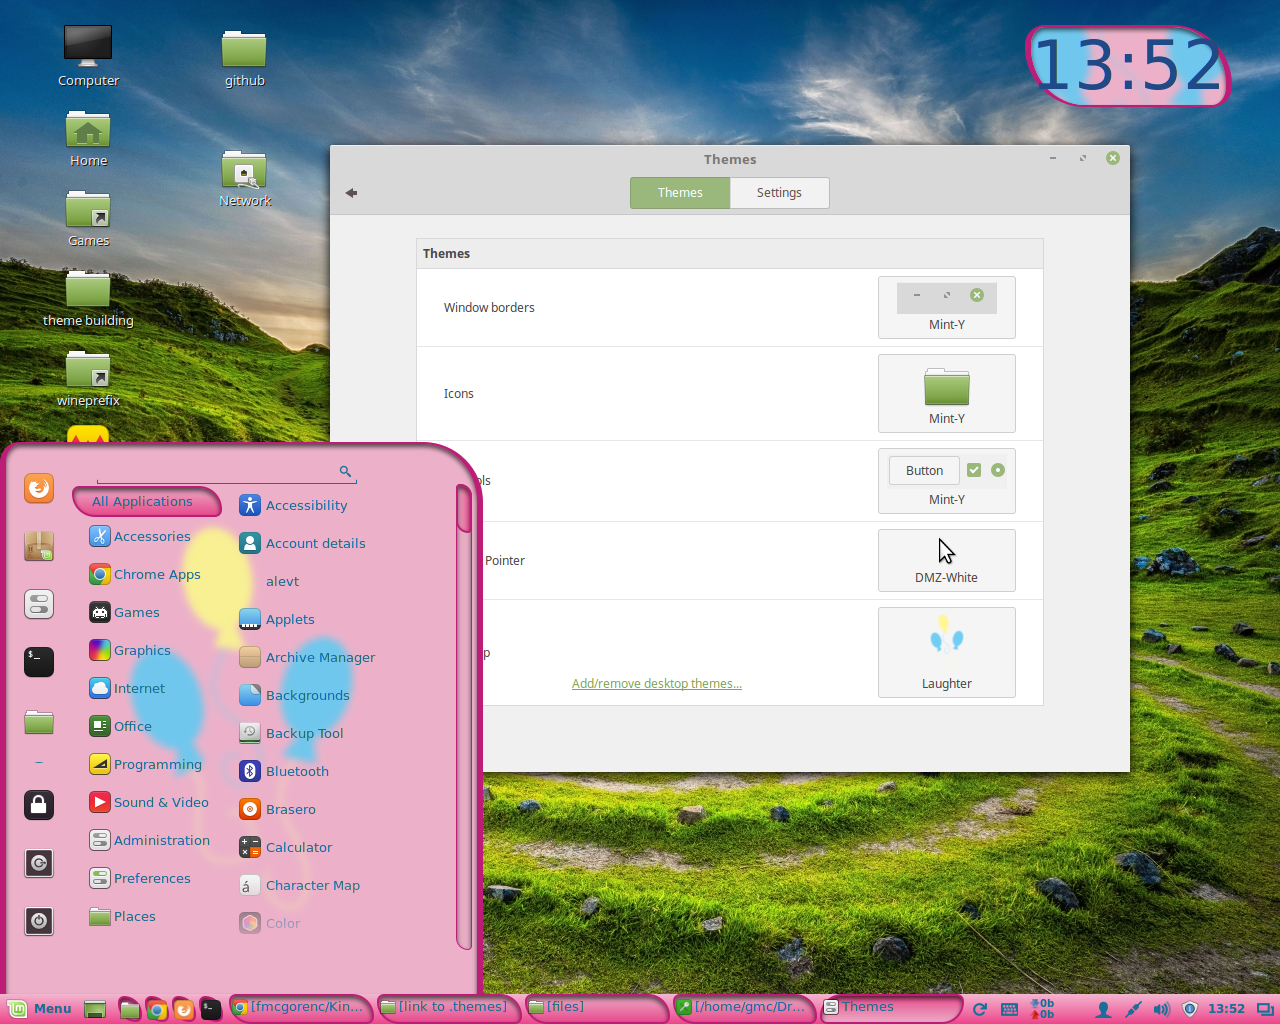 Computer
github
13:52
Home
Network
Games
theme building
wineprefix
Themes
Themes
Settings
Themes
Window borders
Mint-Y
Icons
Mint-Y
ols
Button
Mint-Y
Pointer
DMZ-White
p
Add/remove desktop themes...
Laughter
All Applications
Accessories
Chrome Apps
Games
Graphics
Internet
Office
Programming
Sound & Video
Administration
Preferences
Places
Accessibility
Account details
alevt
Applets
Archive Manager
Backgrounds
Backup Tool
Bluetooth
Brasero
Calculator
á
Character Map
Color
$_
Menu
[fmcgorenc/Kin...
[link to .themes]
[files]
[/home/gmc/Dr...
Themes
0b
0b
13:52